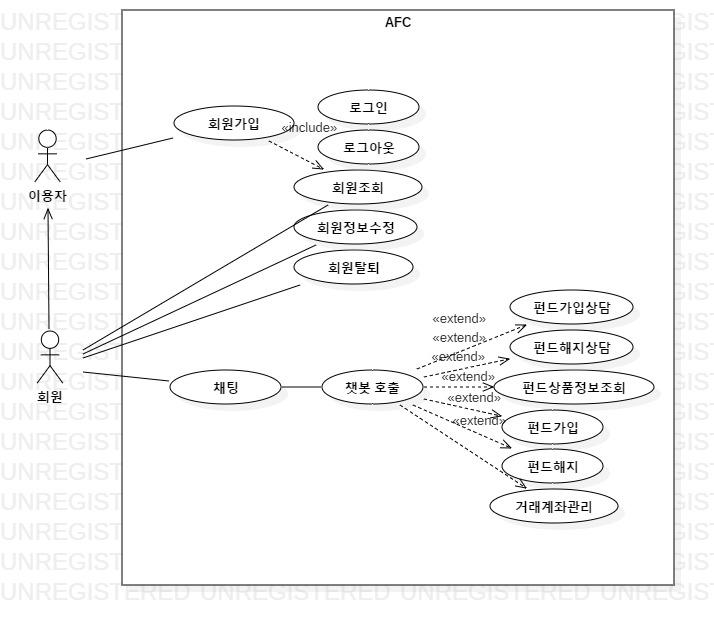 AFC
로그인
회원가입
«include»
로그아웃
이용자
회원조회
회원정보수정
회원탈퇴
펀드가입상담
«extend»
«extend»
펀드해지상담
«extend»
회원
채팅
챗봇 호출
«extend»
펀드상품정보조회
«extend»
«extend»
펀드가입
펀드해지
거래계좌관리
UNREGISTERED UNREGISTERED UNREGISTERED UNREGISTERED